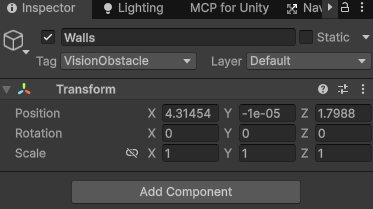 Inspector Lighting MCP for Unity Nav
Walls Static
Tag VisionObstacle Layer Default
Transform
Position X 4.31454 Y -1e-05 Z 1.7988
Rotation X 0 Y 0 Z 0
Scale X 1 Y 1 Z 1
Add Component